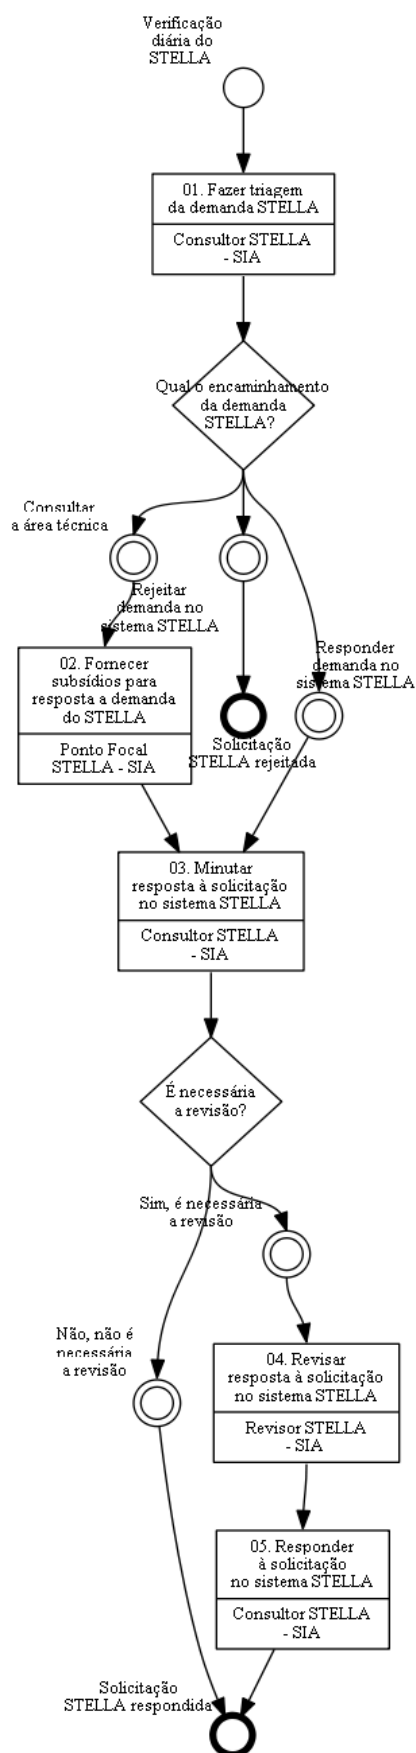 Verificação
diária do
STELLA
01. Fazer triagem
da demanda STELLA
Consultor STELLA
- SIA
Qual o encaminhamento
da demanda
STELLA?
Consultar
a área técnica
Rejeitar
demanda no
sistema STELLA
Responder
demanda no
sistema STELLA
02. Fornecer
subsídios para
resposta a demanda
do STELLA
Ponto Focal
STELLA - SIA
Solicitação
STELLA rejeitada
03. Minutar
resposta à solicitação
no sistema STELLA
Consultor STELLA
- SIA
É necessária
a revisão?
Sim, é necessária
a revisão
Não, não é
necessária
a revisão
04. Revisar
resposta à solicitação
no sistema STELLA
Revisor STELLA
- SIA
05. Responder
à solicitação
no sistema STELLA
Consultor STELLA
- SIA
Solicitação
STELLA respondida